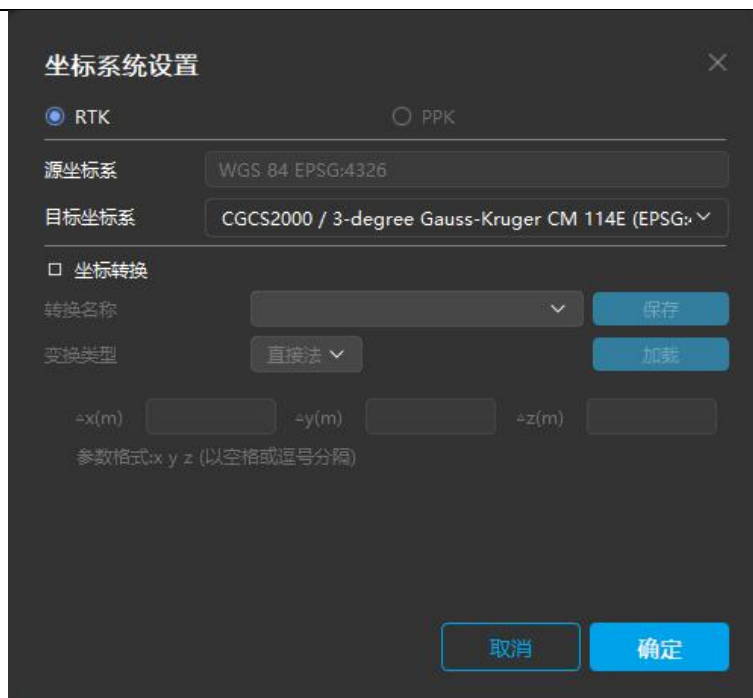 坐标系统设置
RTK PPK
源坐标系 WGS 84 EPSG:4326
目标坐标系 CGCS2000 / 3-degree Gauss-Kruger CM 114E (EPSG:
坐标转换
转换名称 保存
变换类型 直接法 加载
△x(m) △y(m) △z(m)
参数格式:x y z (以空格或逗号分隔)
取消 确定